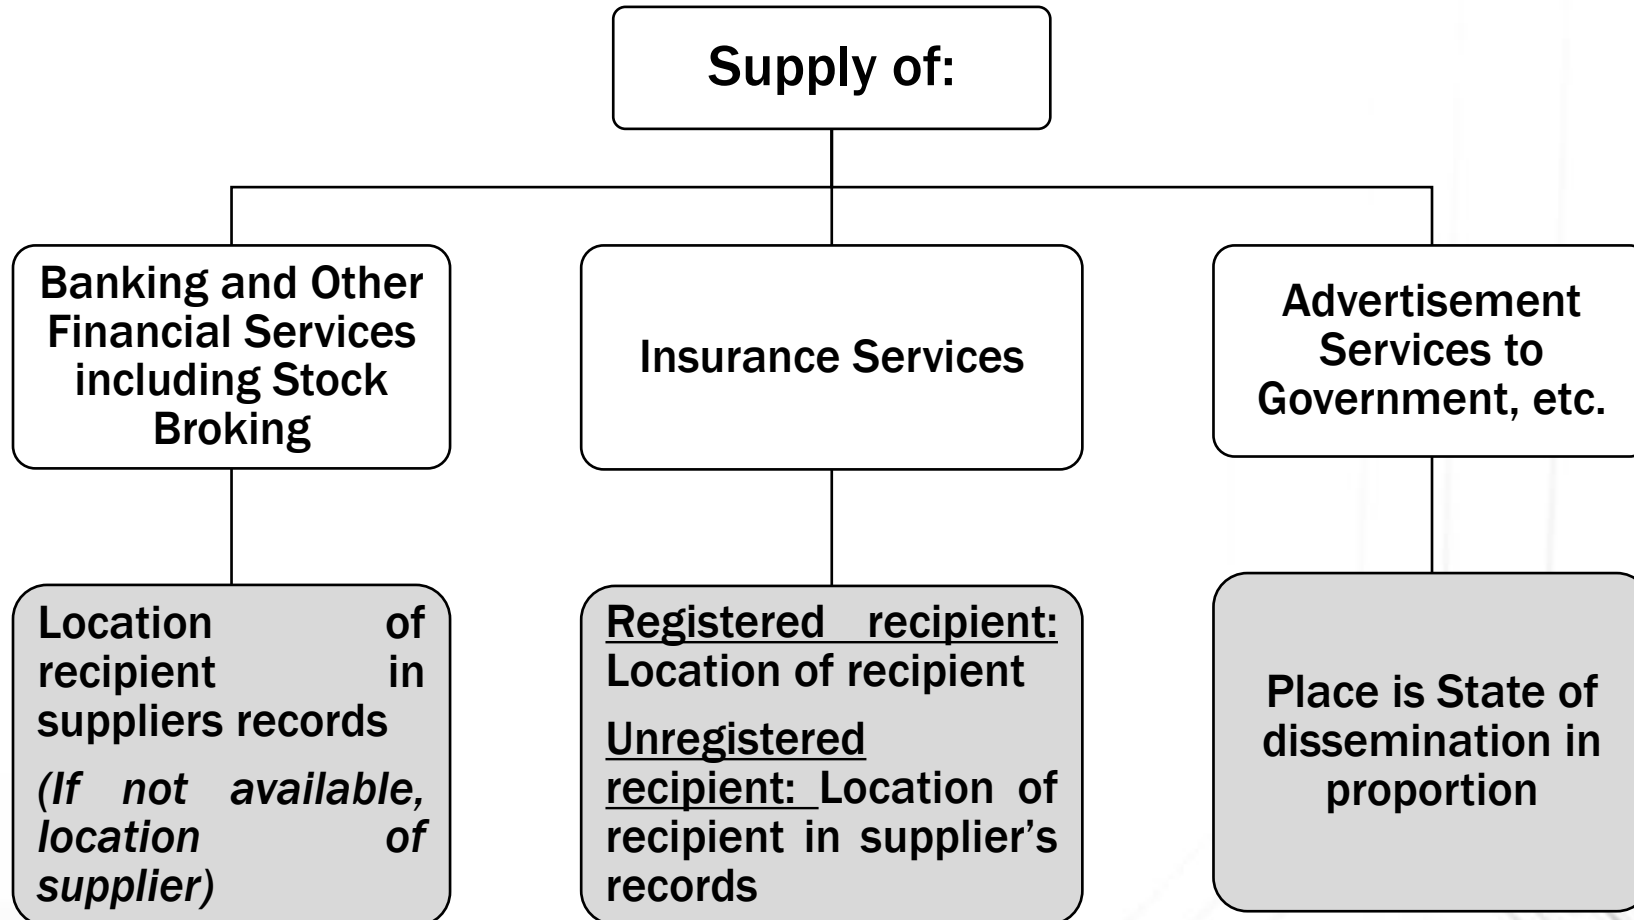 Supply of:
Banking and Other
Financial Services
including Stock
Broking
Insurance Services
Advertisement
Services to
Government, etc.
Location of
recipient in
suppliers records
(If not available,
location of
supplier)
Registered recipient:
Location of recipient
Unregistered
recipient: Location of
recipient in supplier’s
records
Place is State of
dissemination in
proportion